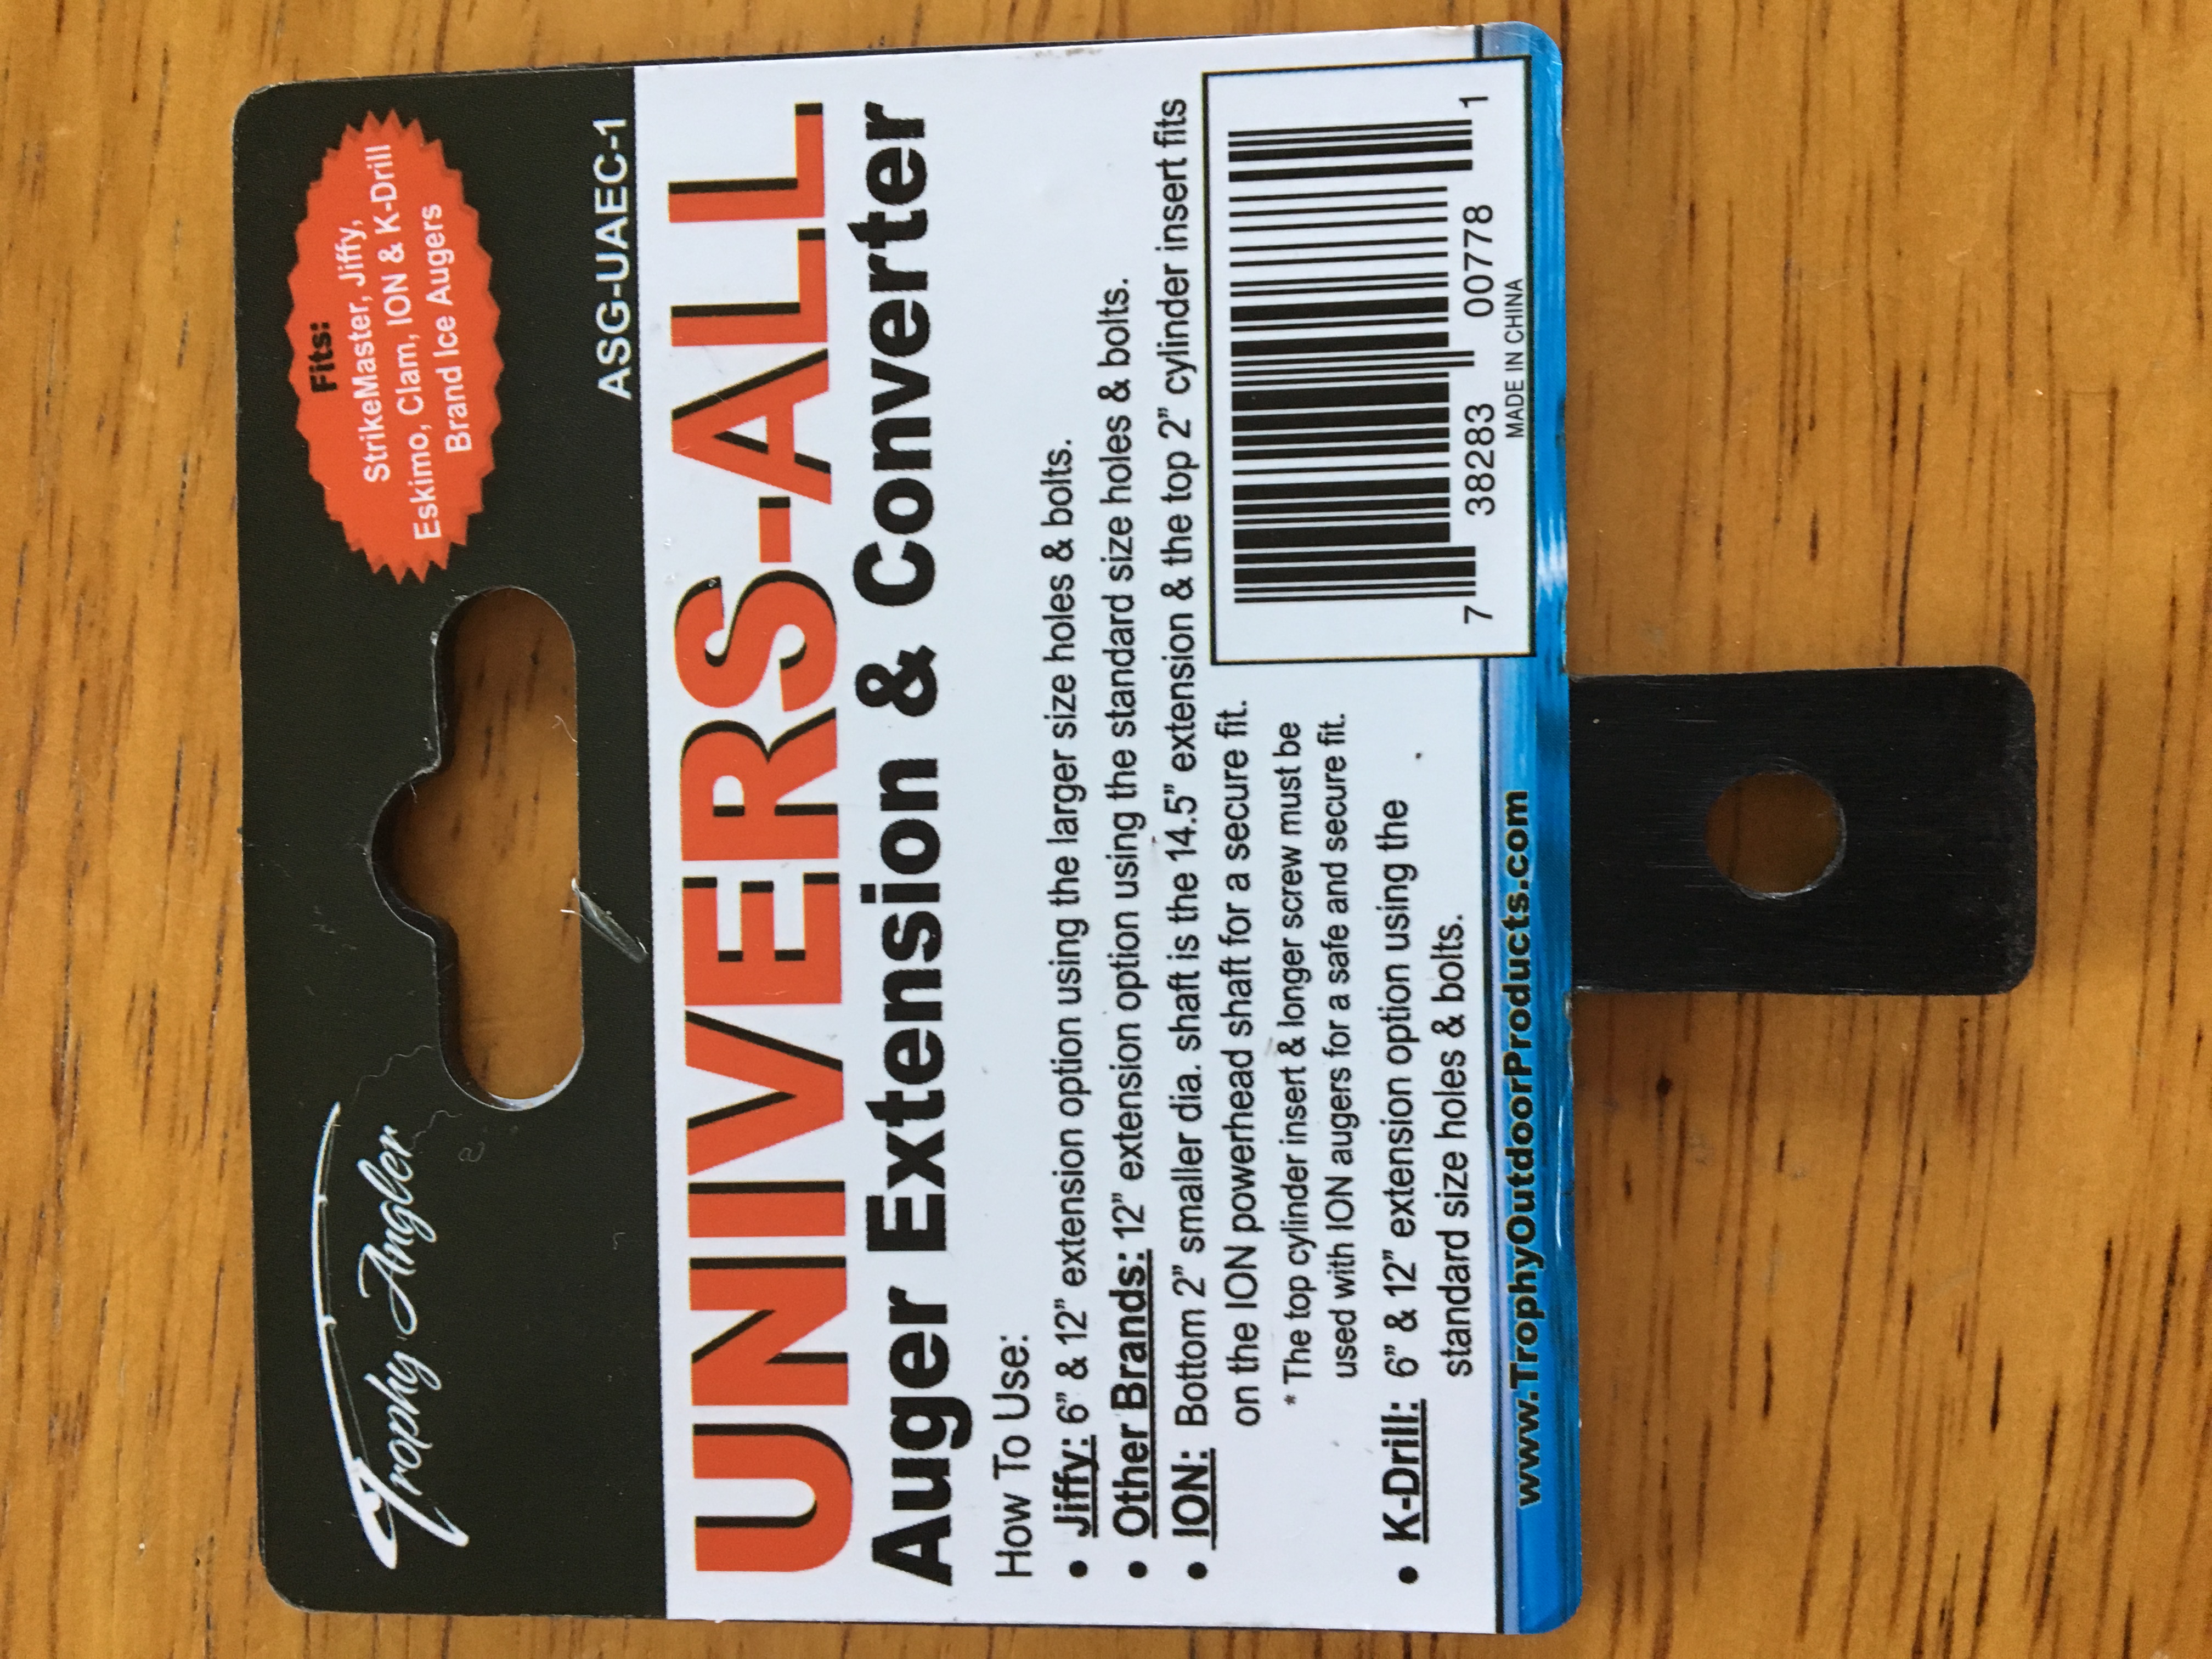 Trophy Angler
Fits:
StrikeMaster, Jiffy,
Eskimo, Clam, ION & K-Drill
Brand Ice Augers
ASG-UAEC-1
UNIVERS-ALL
Auger Extension & Converter
How To Use:
• Jiffy: 6” & 12” extension option using the larger size holes & bolts.
• Other Brands: 12” extension option using the standard size holes & bolts.
• ION: Bottom 2” smaller dia. shaft is the 14.5” extension & the top 2” cylinder insert fits
on the ION powerhead shaft for a secure fit.
* The top cylinder insert & longer screw must be
used with ION augers for a safe and secure fit.
• K-Drill: 6” & 12” extension option using the
standard size holes & bolts.
7 38283 00778 1
MADE IN CHINA
www.TrophyOutdoorProducts.com